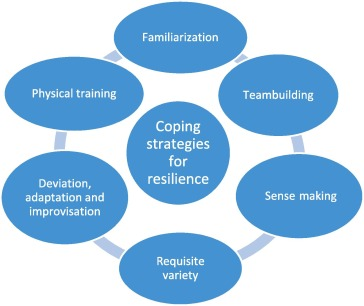 Familiarization
Teambuilding
Sense making
Requisite
variety
Deviation,
adaptation and
improvisation
Physical training
Coping
strategies
for
resilience